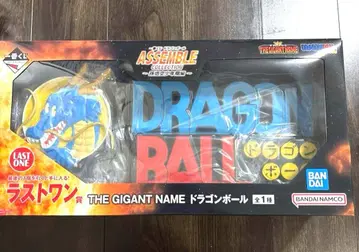 一番くじ
ASSEMBLE
COLLECTION
DRAGON
BALL
ドラゴン
ボール
LAST
ONE
ラストワン賞
THE GIGANT NAME ドラゴンボール
全1種
BAN
DAI
BANDAI NAMCO